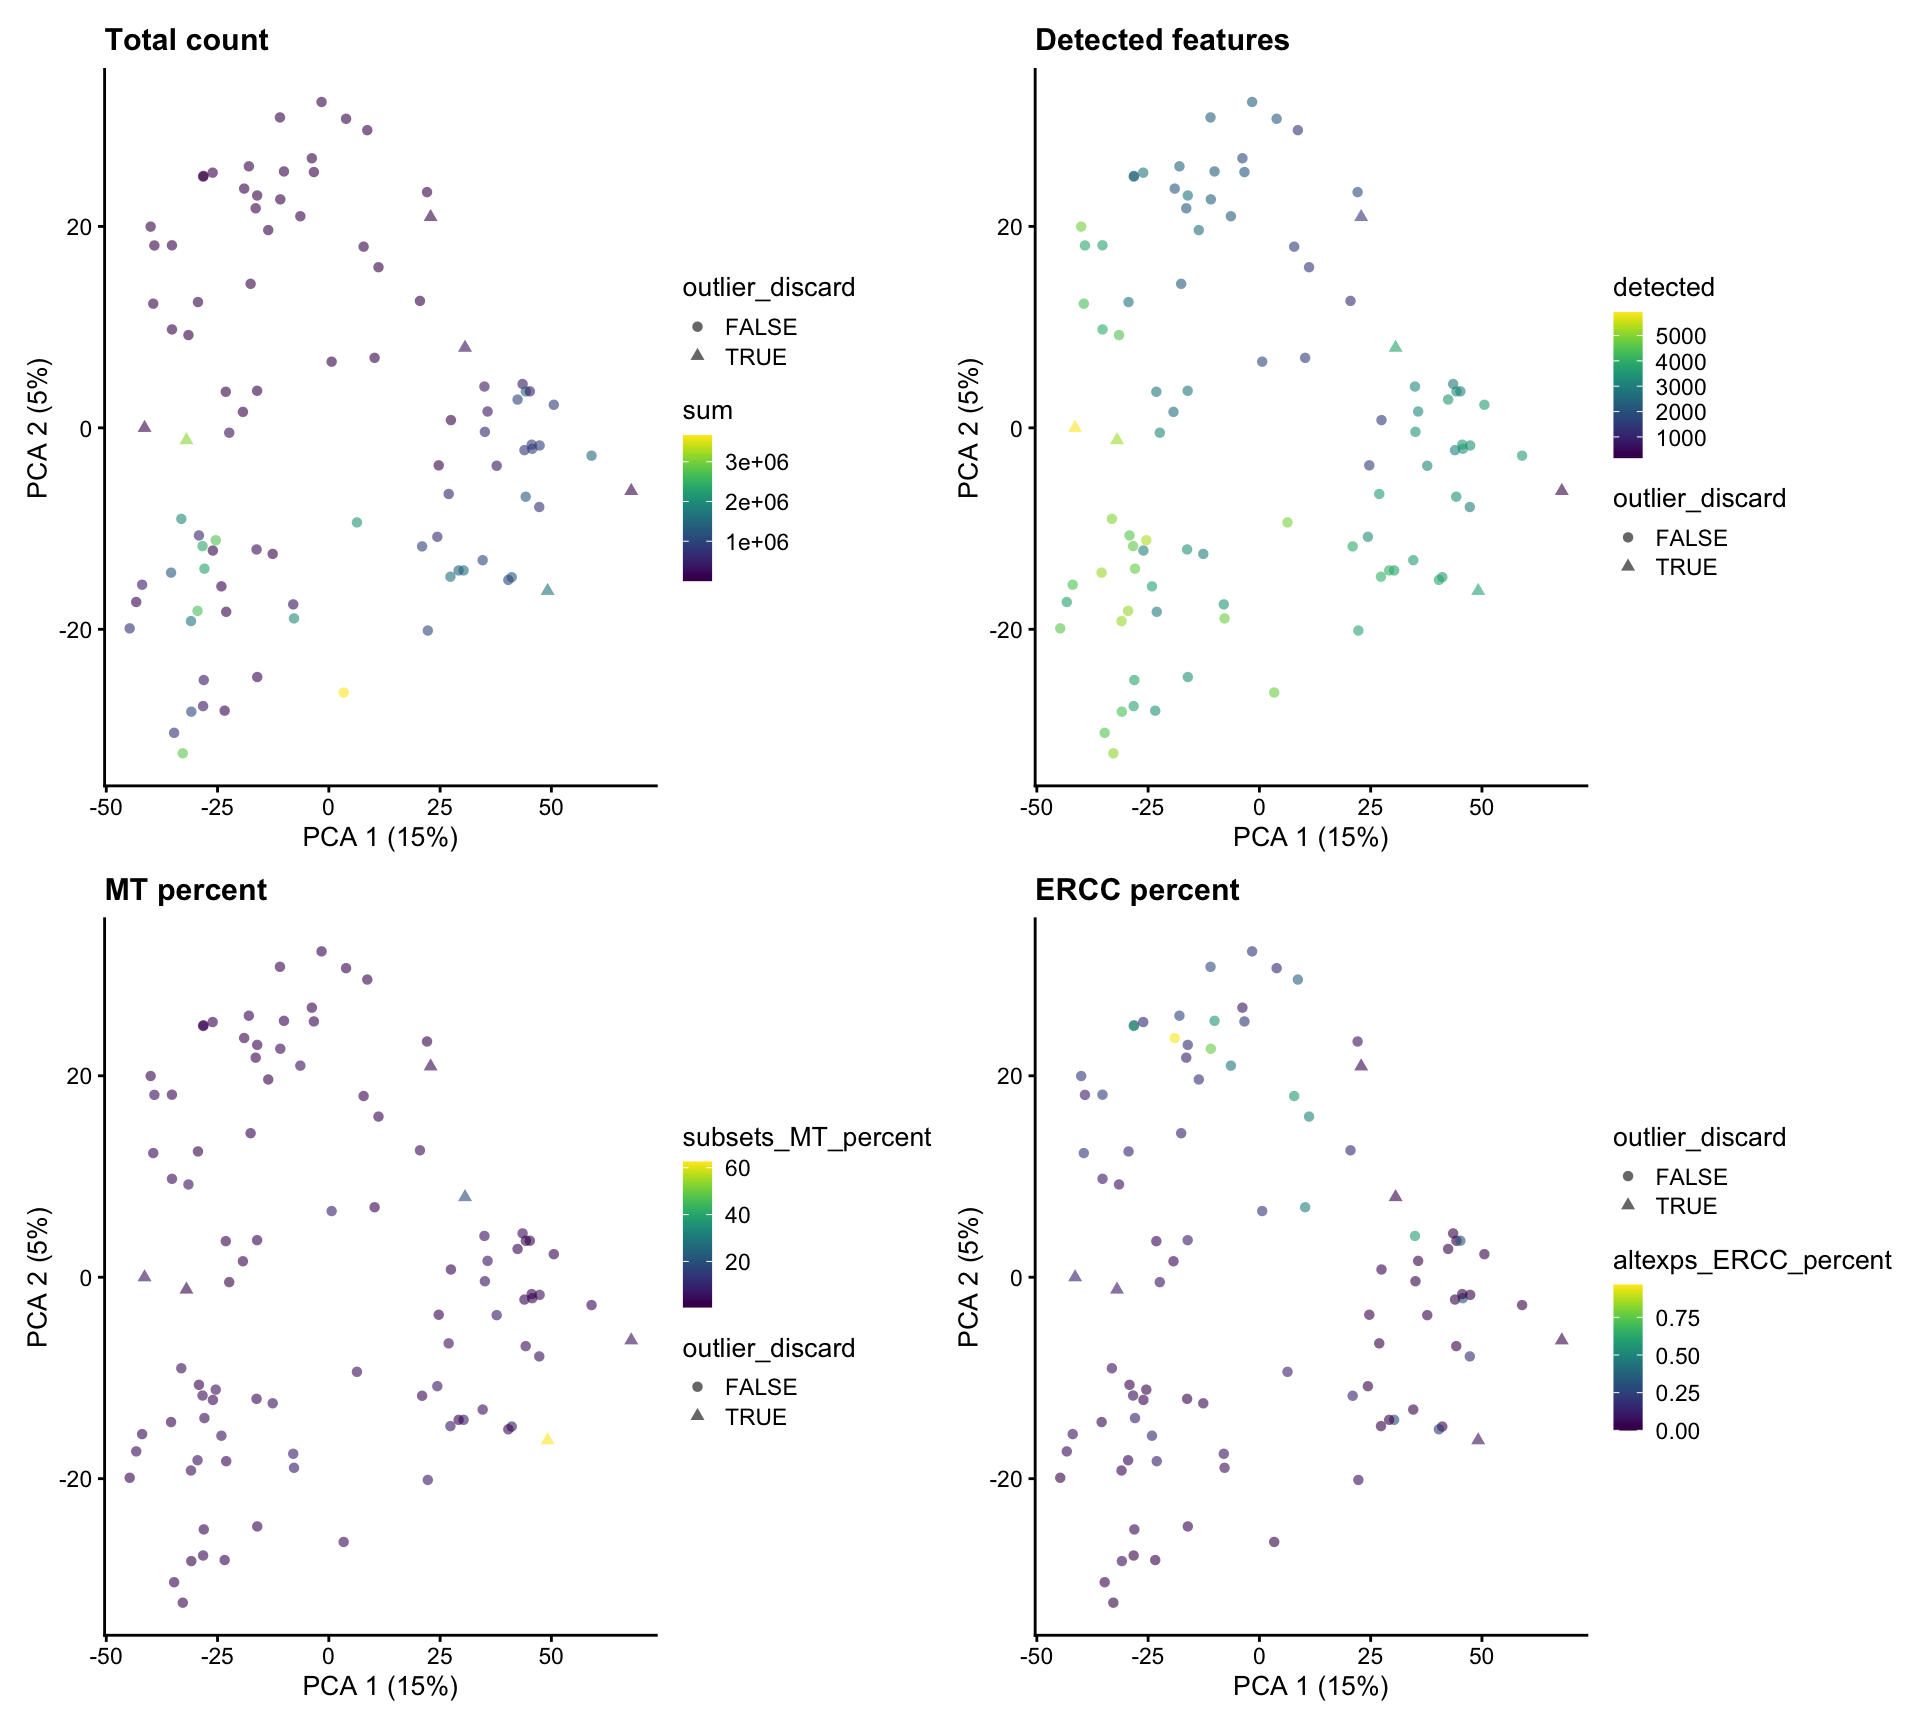 Total count
PCA 2 (5%)
20
0
-20
-50 -25 0 25 50
PCA 1 (15%)
outlier_discard
FALSE
TRUE
sum
3e+06
2e+06
1e+06
Detected features
PCA 2 (5%)
20
0
-20
-50 -25 0 25 50
PCA 1 (15%)
detected
5000
4000
3000
2000
1000
outlier_discard
FALSE
TRUE
MT percent
PCA 2 (5%)
20
0
-20
-50 -25 0 25 50
PCA 1 (15%)
subsets_MT_percent
60
40
20
outlier_discard
FALSE
TRUE
ERCC percent
PCA 2 (5%)
20
0
-20
-50 -25 0 25 50
PCA 1 (15%)
outlier_discard
FALSE
TRUE
altexps_ERCC_percent
0.75
0.50
0.25
0.00